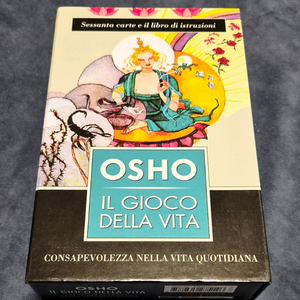 Sessanta carte e il libro di istruzioni
OSHO
IL GIOCO
DELLA VITA
CONSAPEVOLEZZA NELLA VITA QUOTIDIANA
OSHO
IL GIOCO DELLA VITA